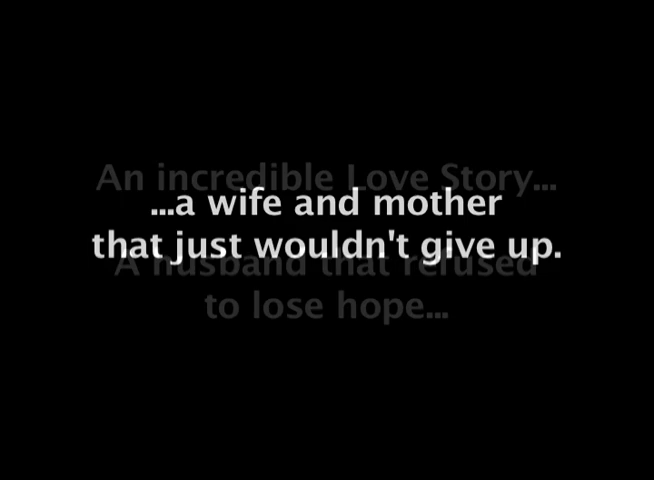 An incredible Love Story...
...a wife and mother
that just wouldn't give up.
A husband that refused
to lose hope...